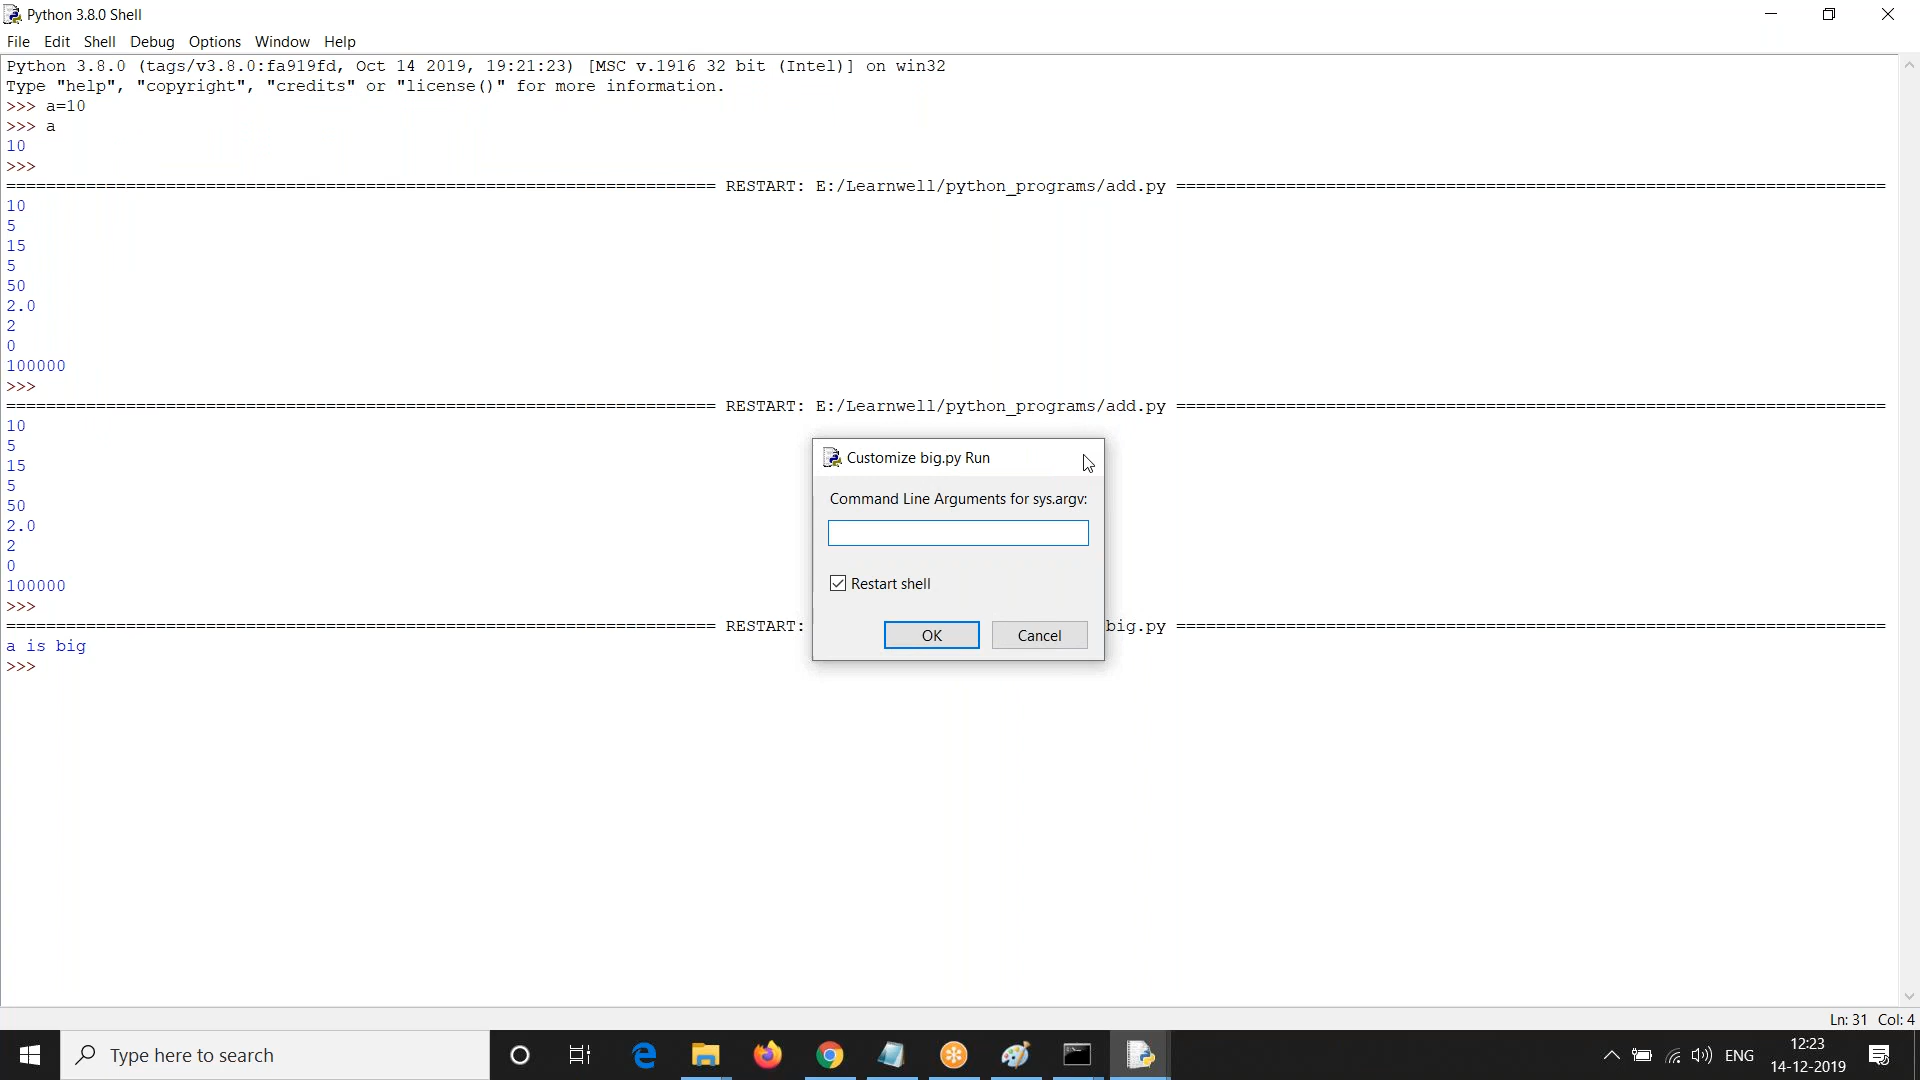 Python 3.8.0 Shell
File Edit Shell Debug Options Window Help
Python 3.8.0 (tags/v3.8.0:fa919fd, Oct 14 2019, 19:21:23) [MSC v.1916 32 bit (Intel)] on win32
Type "help", "copyright", "credits" or "license()" for more information.
>>> a=10
>>> a
10
>>>
======================================================================= RESTART: E:/Learnwell/python_programs/add.py =======================================================================
10
5
15
5
50
2.0
2
0
100000
>>>
======================================================================= RESTART: E:/Learnwell/python_programs/add.py =======================================================================
10
5
15
5
50
2.0
2
0
100000
>>>
======================================================================= RESTART: big.py =======================================================================
a is big
>>>
Customize big.py Run
Command Line Arguments for sys.argv:
Restart shell
OK Cancel
Ln: 31 Col: 4
Type here to search
ENG
12:23
14-12-2019